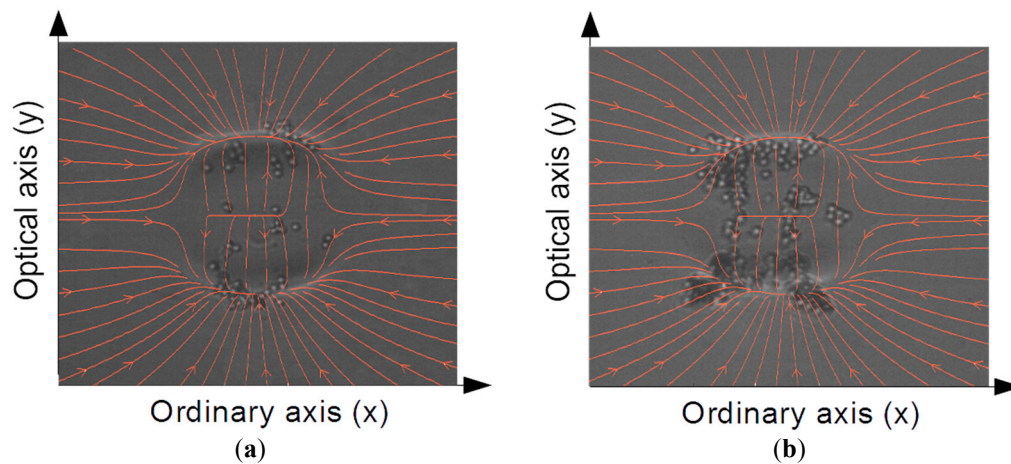 Optical axis (y)
Ordinary axis (x)
(a)
Optical axis (y)
Ordinary axis (x)
(b)